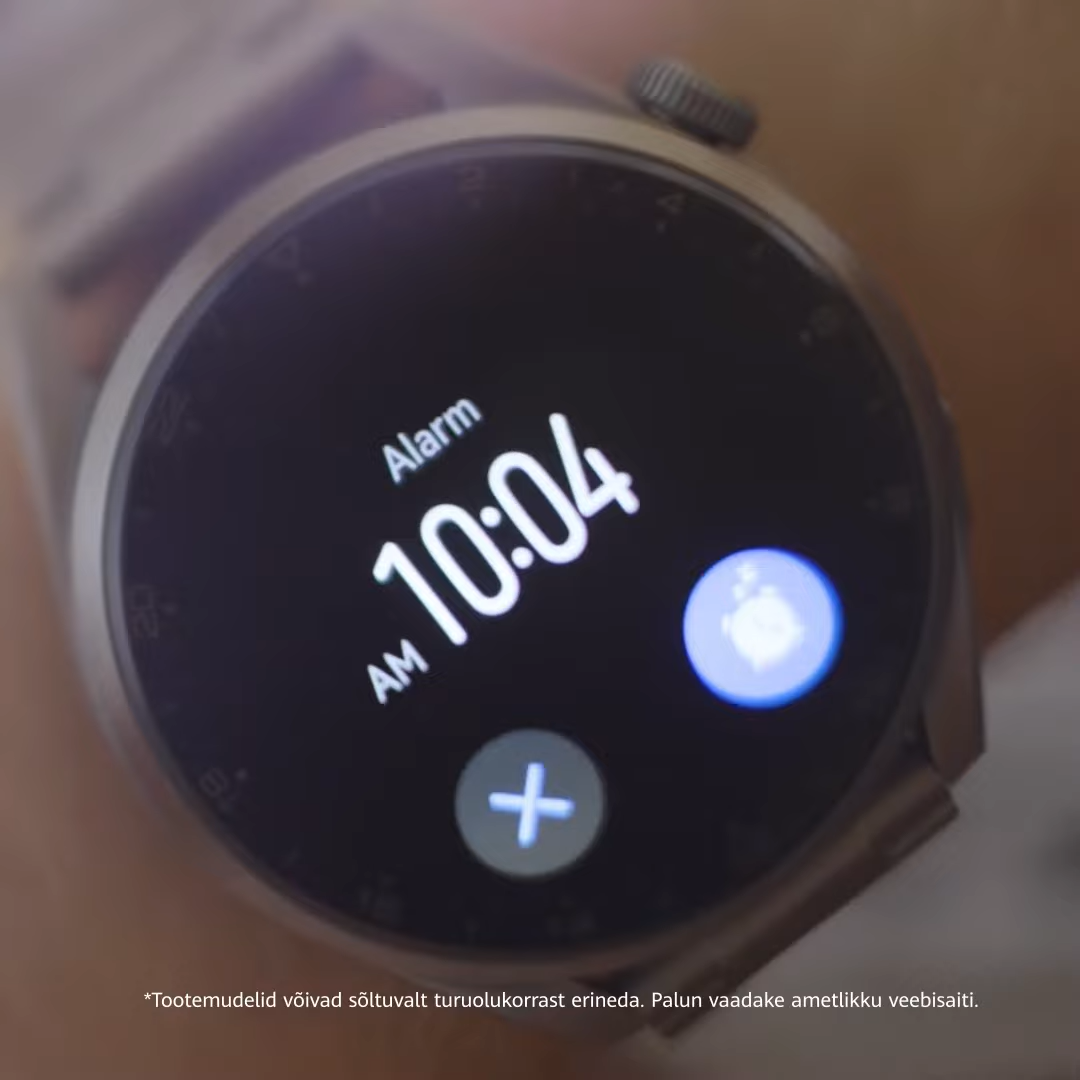 Alarm
AM 10:04
*Tootemudelid võivad sõltuvalt turuolukorrast erineda. Palun vaadake ametlikku veebisaiti.